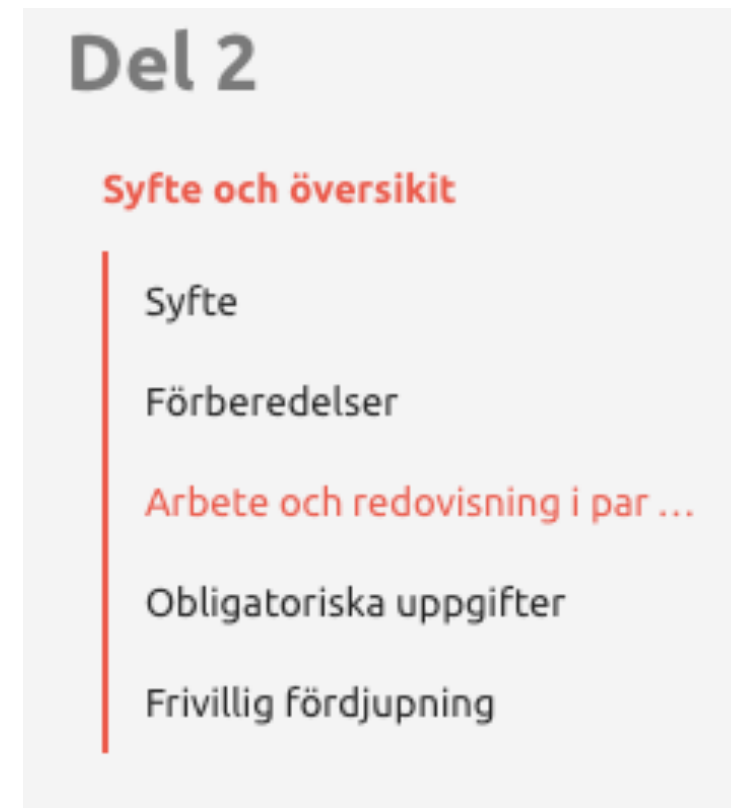 Del 2
Syfte och översikit
Syfte
Förberedelser
Arbete och redovisning i par ...
Obligatoriska uppgifter
Frivillig fördjupning